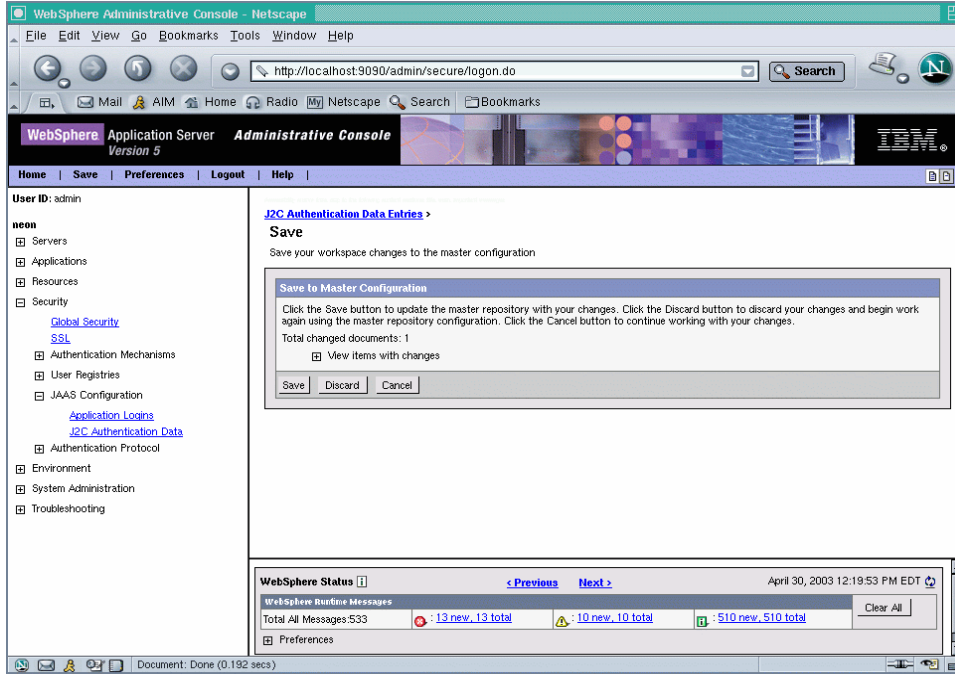 WebSphere Administrative Console - Netscape
File Edit View Go Bookmarks Tools Window Help
http://localhost:9090/admin/secure/logon.do
Search
N
Mail AIM Home Radio My Netscape Search Bookmarks
WebSphere Application Server Administrative Console
Version 5
IBM®
Home | Save | Preferences | Logout | Help |
User ID: admin
neon
Servers
Applications
Resources
Security
Global Security
SSL
Authentication Mechanisms
User Registries
JAAS Configuration
Application Logins
J2C Authentication Data
Authentication Protocol
Environment
System Administration
Troubleshooting
J2C Authentication Data Entries >
Save
Save your workspace changes to the master configuration
Save to Master Configuration
Click the Save button to update the master repository with your changes. Click the Discard button to discard your changes and begin work
again using the master repository configuration. Click the Cancel button to continue working with your changes.
Total changed documents: 1
View items with changes
Save Discard Cancel
WebSphere Status i < Previous Next > April 30, 2003 12:19:53 PM EDT
WebSphere Runtime Messages
Clear All
Total All Messages:533 : 13 new, 13 total : 10 new, 10 total : 510 new, 510 total
Preferences
Document: Done (0.192 secs)